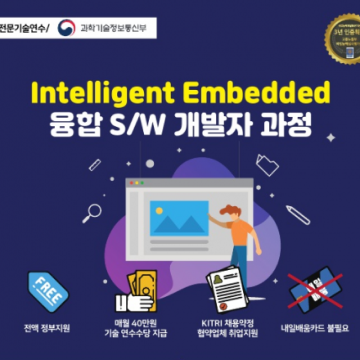 전문기술연수/ 과학기술정보통신부
3년 인증
Intelligent Embedded
융합 S/W 개발자 과정
FREE
전액 정부지원
매월 40만원
기술 연수수당 지급
KITRI 채용약정
협약업체 취업지원
내일배움카드 불필요